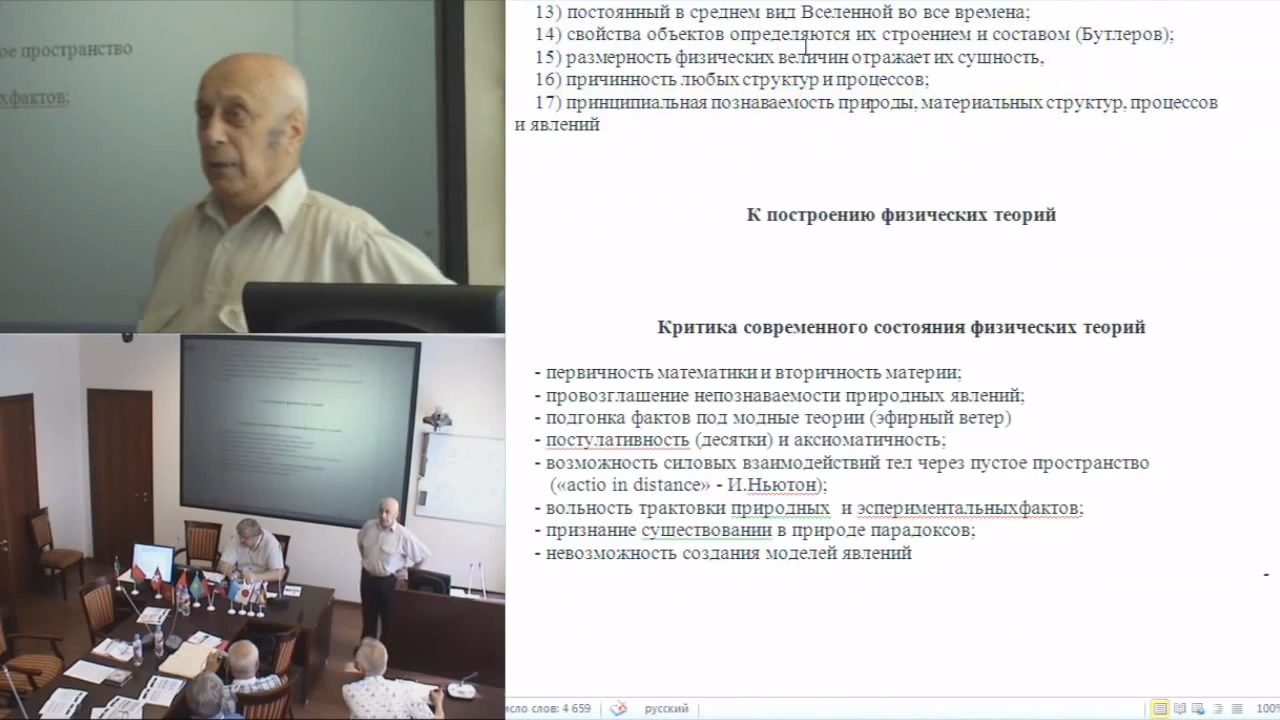 ое пространство
хфактов;
13) постоянный в среднем вид Вселенной во все времена;
14) свойства объектов определяются их строением и составом (Бутлеров);
15) размерность физических величин отражает их сущность,
16) причинность любых структур и процессов;
17) принципиальная познаваемость природы, материальных структур, процессов
и явлений
К построению физических теорий
Критика современного состояния физических теорий
- первичность математики и вторичность материи;
- провозглашение непознаваемости природных явлений;
- подгонка фактов под модные теории (эфирный ветер)
- постулативность (десятки) и аксиоматичность;
- возможность силовых взаимодействий тел через пустое пространство
(«actio in distance» - И.Ньютон);
- вольность трактовки природных и эспериментальныхфактов;
- признание существовании в природе парадоксов;
- невозможность создания моделей явлений
-
исло слов: 4 659
русский
100%